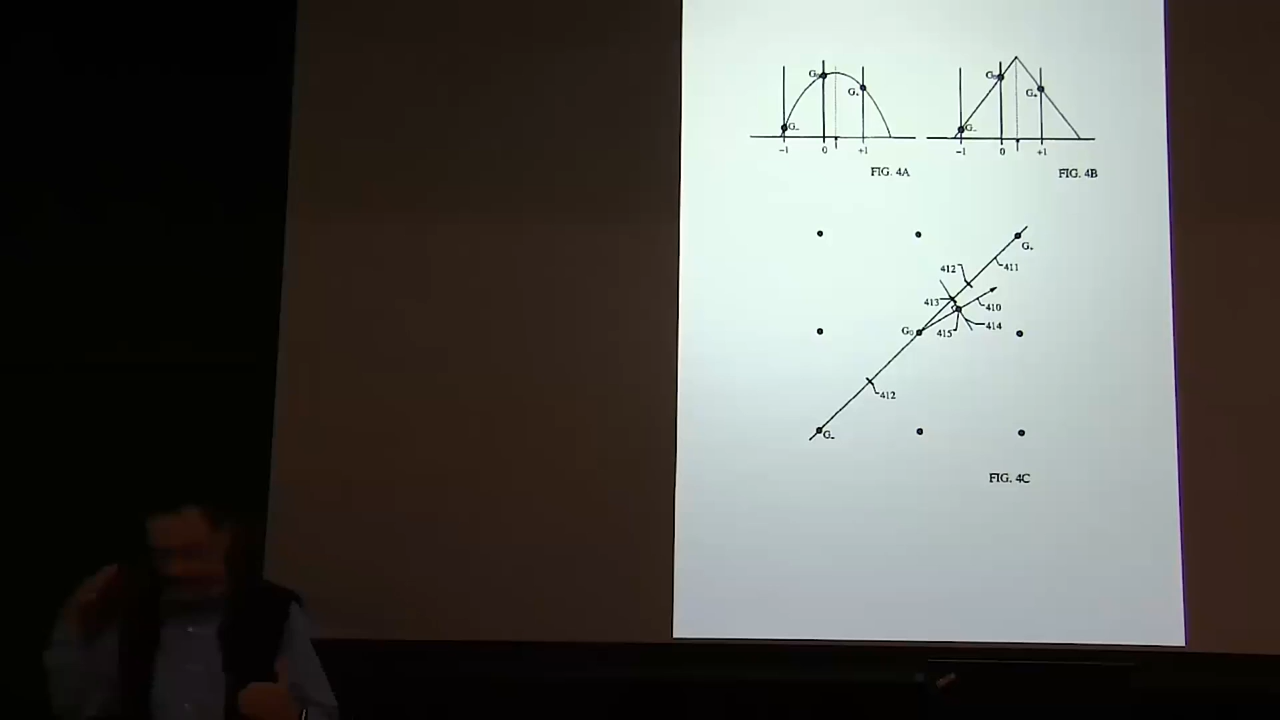 G₀ G₊ G₀ G₊
G₋ G₋
-1 0 +1 -1 0 +1
FIG. 4A FIG. 4B
G₊
412 411
413 410
G₀ 415 414
412
G₋
FIG. 4C